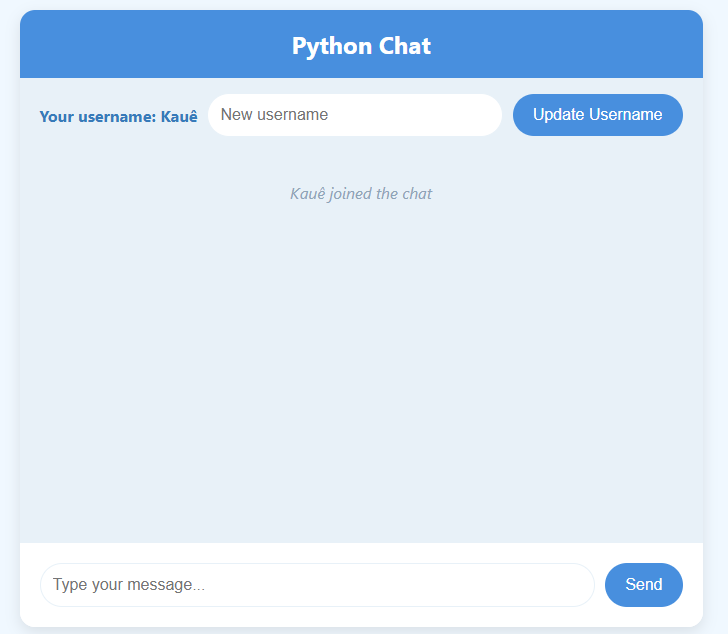 Python Chat
Your username: Kauê New username Update Username
Kauê joined the chat
Type your message... Send